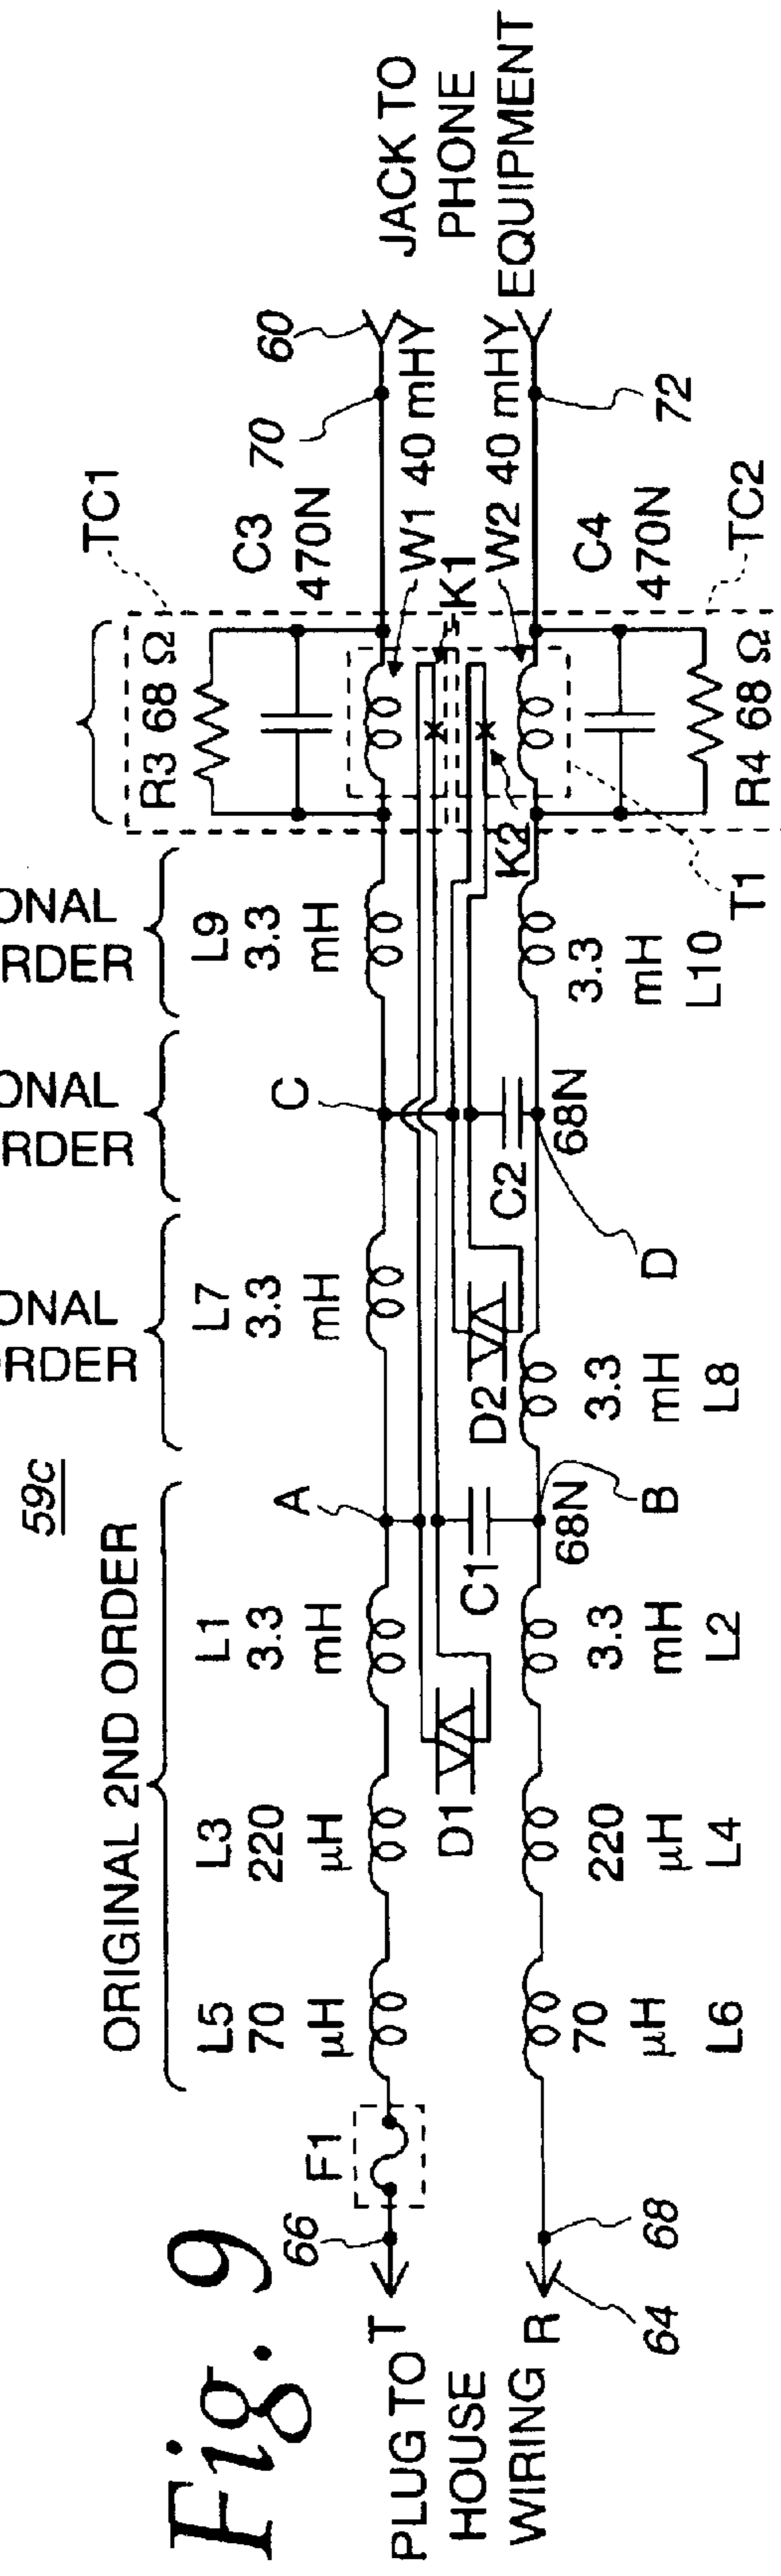 Fig. 9
59c
ORIGINAL 2ND ORDER
ONAL
RDER
ONAL
RDER
ONAL
RDER
TC1
PLUG TO T
HOUSE
WIRING R
66
64
68
F1
L5
70
µH
L3
220
µH
L1
3.3
mH
A
L7
3.3
mH
C
L9
3.3
mH
R3 68 Ω
C3
470N
70
60
W1 40 mHY
K1
W2 40 mHY
K2
JACK TO
PHONE
EQUIPMENT
D1
C1
68N
D2
C2
68N
70
µH
L6
220
µH
L4
3.3
mH
L2
B
3.3
mH
L8
D
3.3
mH
L10
T1
R4 68 Ω
C4
470N
TC2
72